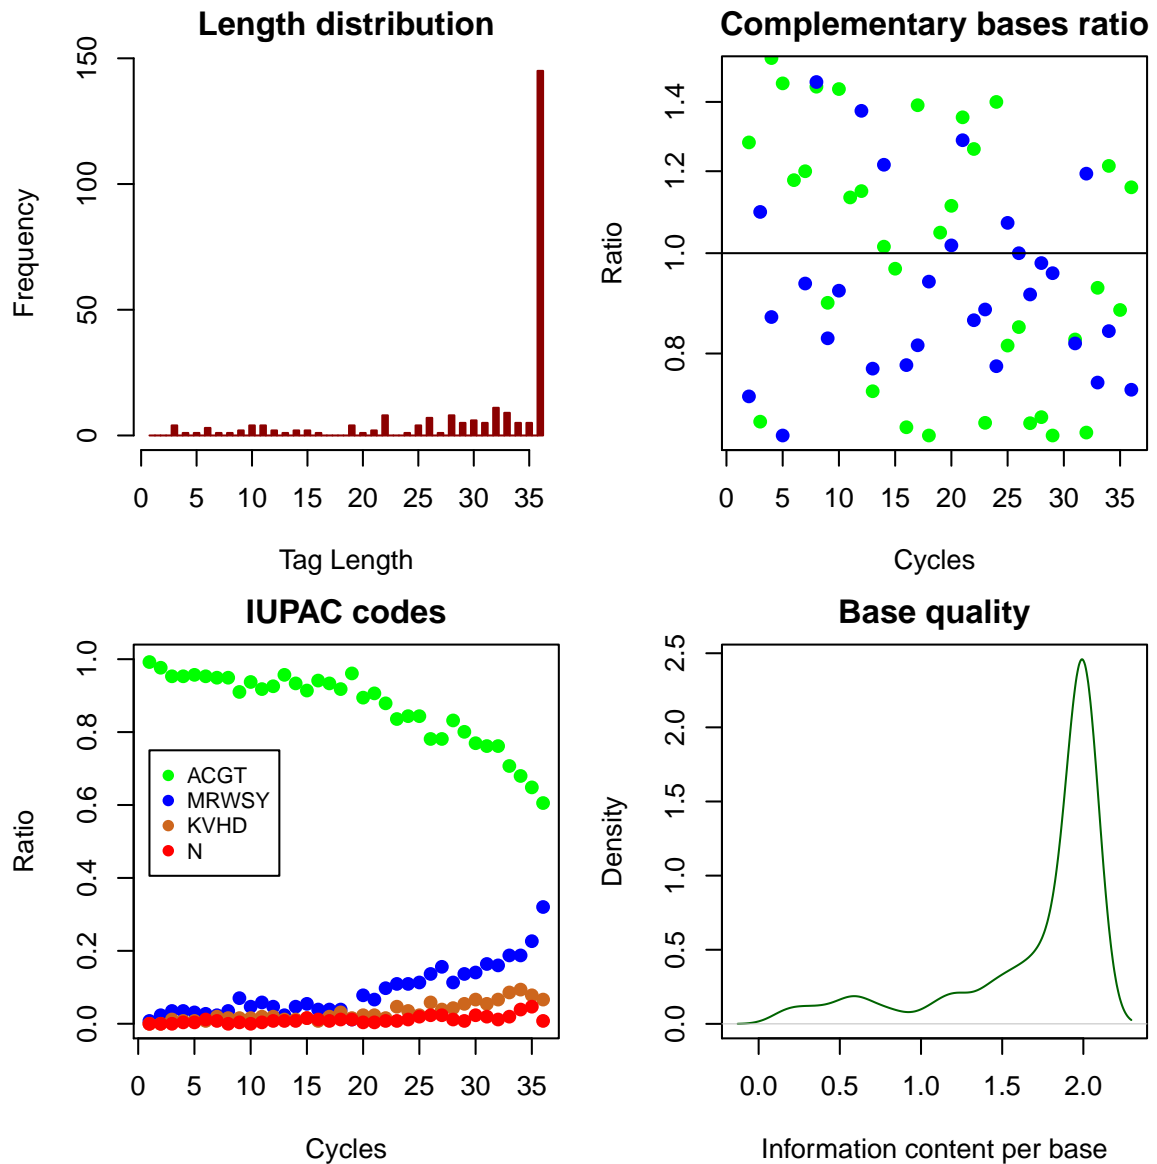 Length distribution
Frequency
0 50 100 150
0 5 10 15 20 25 30 35
Tag Length
Complementary bases ratio
Ratio
0.8 1.0 1.2 1.4
0 5 10 15 20 25 30 35
Cycles
IUPAC codes
Ratio
0.0 0.2 0.4 0.6 0.8 1.0
ACGT
MRWSY
KVHD
N
0 5 10 15 20 25 30 35
Cycles
Base quality
Density
0.0 0.5 1.0 1.5 2.0 2.5
0.0 0.5 1.0 1.5 2.0
Information content per base